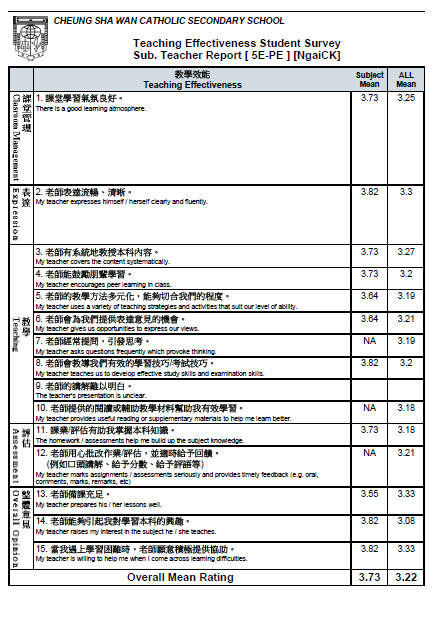 CHEUNG SHA WAN CATHOLIC SECONDARY SCHOOL
Teaching Effectiveness Student Survey
Sub. Teacher Report [ 5E-PE ] [NgaiCK]
教學效能
Teaching Effectiveness
Subject Mean
ALL Mean
課堂管理
Classroom Management
1. 課堂學習氣氛良好。 3.73 3.25
There is a good learning atmosphere.
表達
Expression
2. 老師表達流暢、清晰。 3.82 3.3
My teacher expresses himself / herself clearly and fluently.
教學
Teaching
3. 老師有系統地教授本科內容。 3.73 3.27
My teacher covers the content systematically.
4. 老師能鼓勵朋輩學習。 3.73 3.2
My teacher encourages peer learning in class.
5. 老師的教學方法多元化，能夠切合我們的程度。 3.64 3.19
My teacher uses a variety of teaching strategies and activities that suit our level of ability.
6. 老師會為我們提供表達意見的機會。 3.64 3.21
My teacher gives us opportunities to express our views.
7. 老師經常提問，引發思考。 NA 3.19
My teacher asks questions frequently which provoke thinking.
8. 老師會教導我們有效的學習技巧/考試技巧。 3.82 3.2
My teacher teaches us to develop effective study skills and examination skills.
9. 老師的講解難以明白。
The teacher's presentation is unclear.
10. 老師提供的閱讀或輔助教學材料幫助我有效學習。 NA 3.18
My teacher provides useful reading or supplementary materials to help me learn better.
評估
Assessment
11. 課業/評估有助我掌握本科知識。 3.73 3.18
The homework / assessments help me build up the subject knowledge.
12. 老師用心批改作業/評估，並適時給予回饋。 NA 3.21
(例如口頭講解、給予分數、給予評語等)
My teacher marks assignments / assessments seriously and provides timely feedback (e.g. oral,
comments, marks, remarks, etc)
整體意見
Overall Opinion
13. 老師備課充足。 3.55 3.33
My teacher prepares his / her lessons well.
14. 老師能夠引起我對學習本科的興趣。 3.82 3.08
My teacher raises my interest in the subject he / she teaches.
15. 當我遇上學習困難時，老師願意積極提供協助。 3.82 3.33
My teacher is willing to help me when I come across learning difficulties.
Overall Mean Rating 3.73 3.22